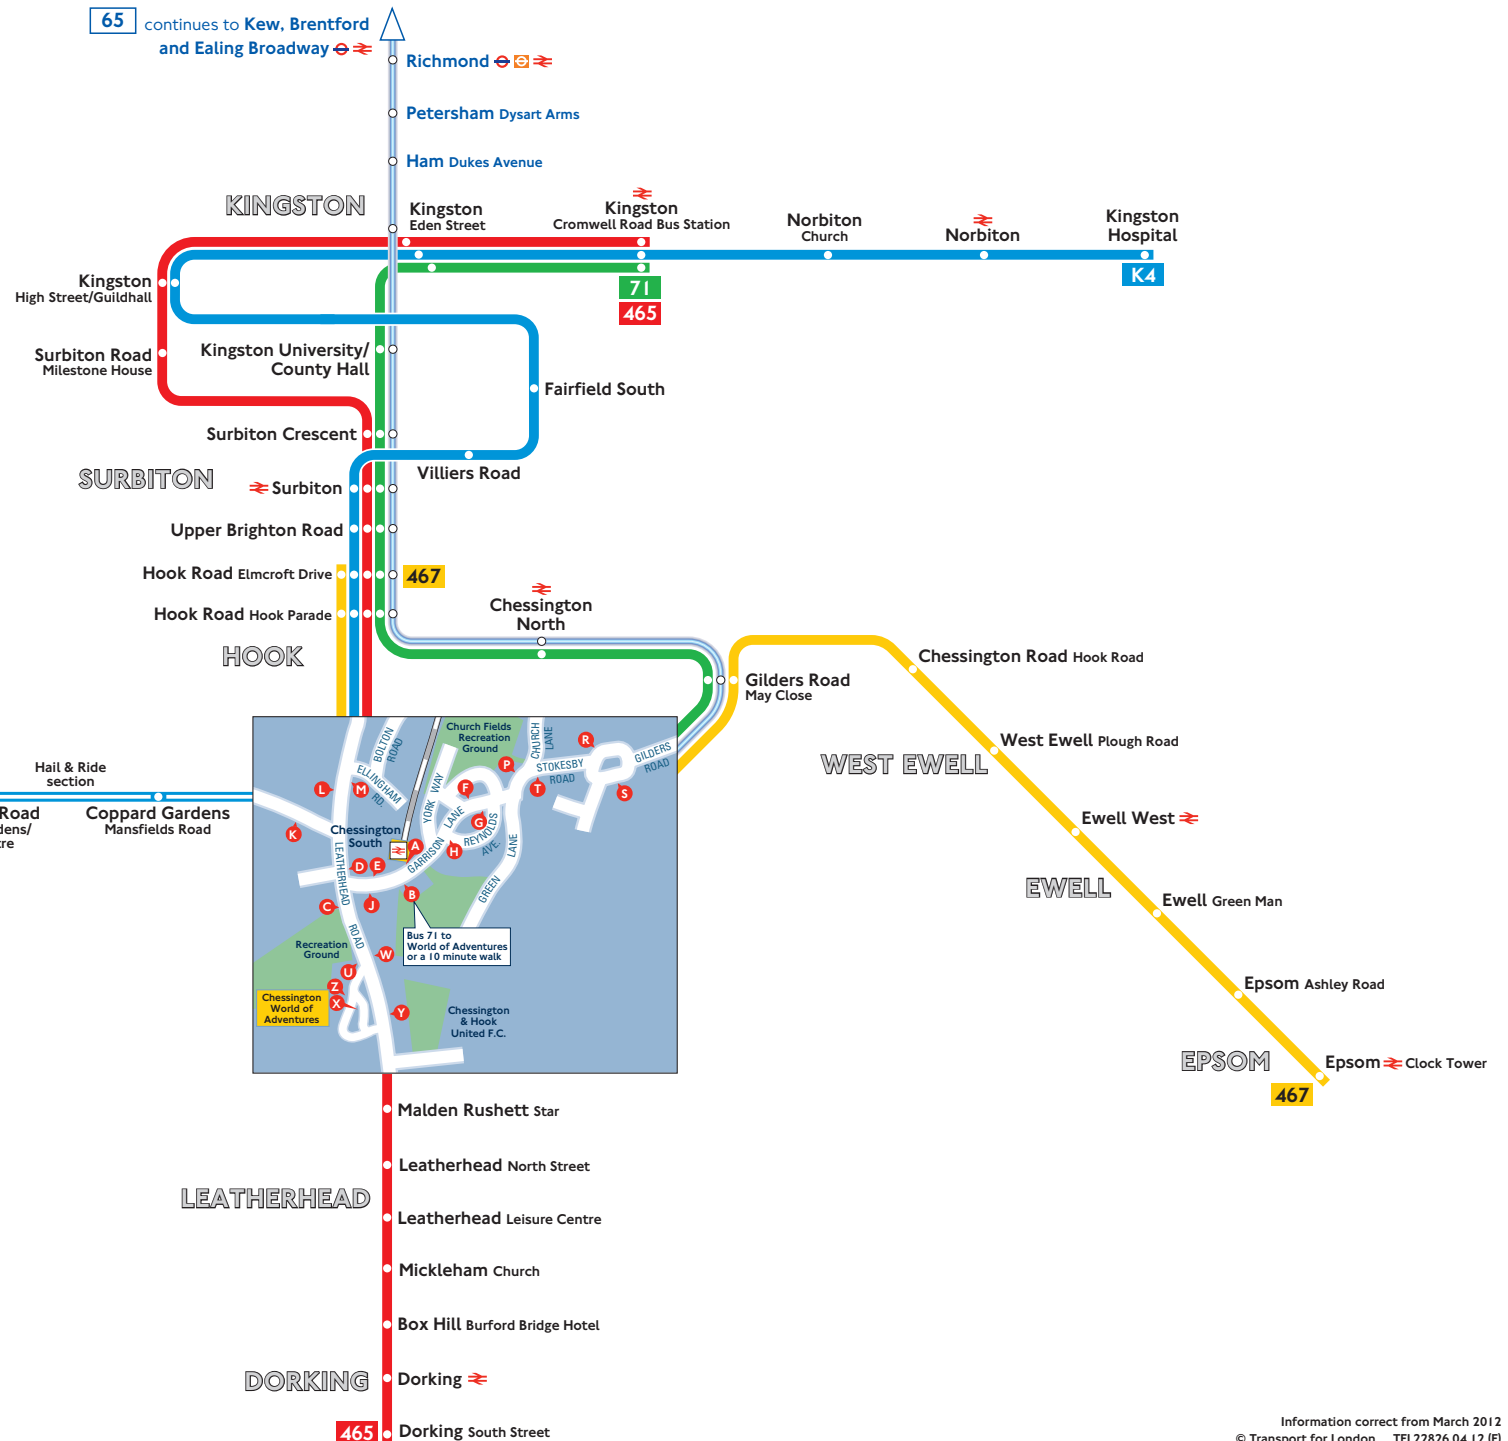 65 continues to Kew, Brentford
and Ealing Broadway
Richmond
Petersham Dysart Arms
Ham Dukes Avenue
KINGSTON
Kingston
Eden Street
Kingston
Cromwell Road Bus Station
Norbiton
Church
Norbiton
Kingston
Hospital
K4
71
465
Kingston
High Street/Guildhall
Surbiton Road
Milestone House
Kingston University/
County Hall
Fairfield South
Surbiton Crescent
Villiers Road
SURBITON
Surbiton
Upper Brighton Road
Hook Road Elmcroft Drive
467
Hook Road Hook Parade
HOOK
Chessington
North
Gilders Road
May Close
Chessington Road Hook Road
West Ewell Plough Road
WEST EWELL
Ewell West
EWELL
Ewell Green Man
Epsom Ashley Road
EPSOM
Epsom Clock Tower
467
Hail & Ride
section
Road
dens/
tre
Coppard Gardens
Mansfields Road
BOLTON
ROAD
ELLINGHAM
RD.
Church Fields
Recreation
Ground
CHURCH
LANE
STOKESBY
ROAD
GILDERS
ROAD
YORK WAY
GARRISON LANE
REYNOLDS
AVE.
GREEN LANE
LEATHERHEAD ROAD
Chessington
South
R
P
L
M
F
T
S
K
G
A
H
D
E
B
C
J
W
U
Z
X
Y
Bus 71 to
World of Adventures
or a 10 minute walk
Recreation
Ground
Chessington
World of
Adventures
Chessington
& Hook
United F.C.
Malden Rushett Star
Leatherhead North Street
LEATHERHEAD
Leatherhead Leisure Centre
Mickleham Church
Box Hill Burford Bridge Hotel
DORKING
Dorking
465
Dorking South Street
Information correct from March 2012
© Transport for London TFL22826.04.12 (F)